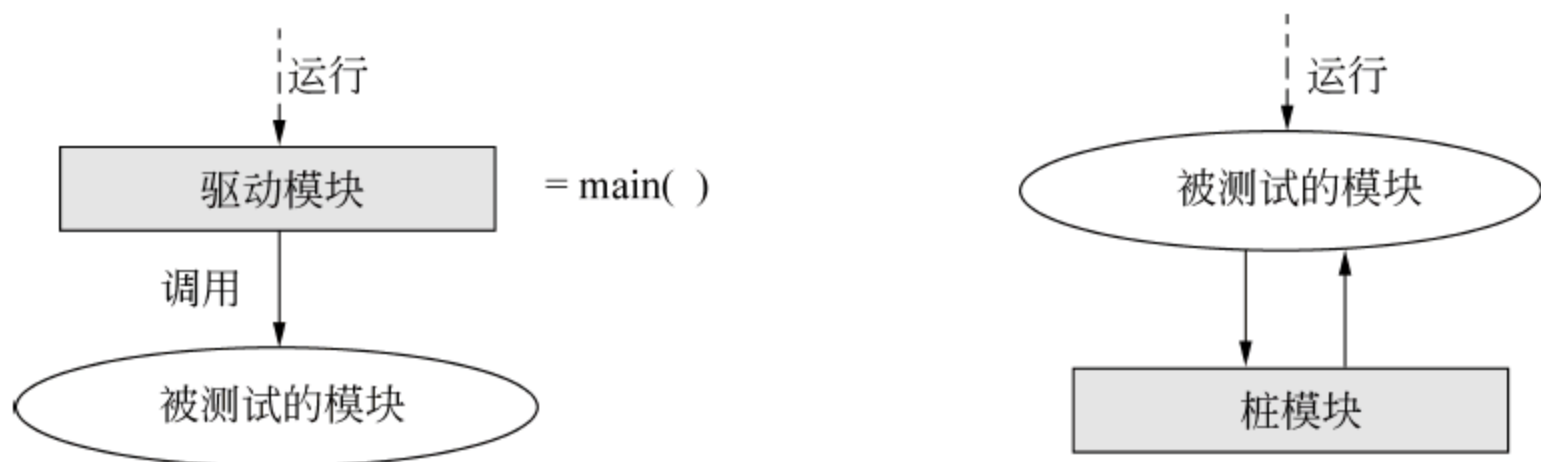 运行
驱动模块
= main( )
调用
被测试的模块
运行
被测试的模块
桩模块